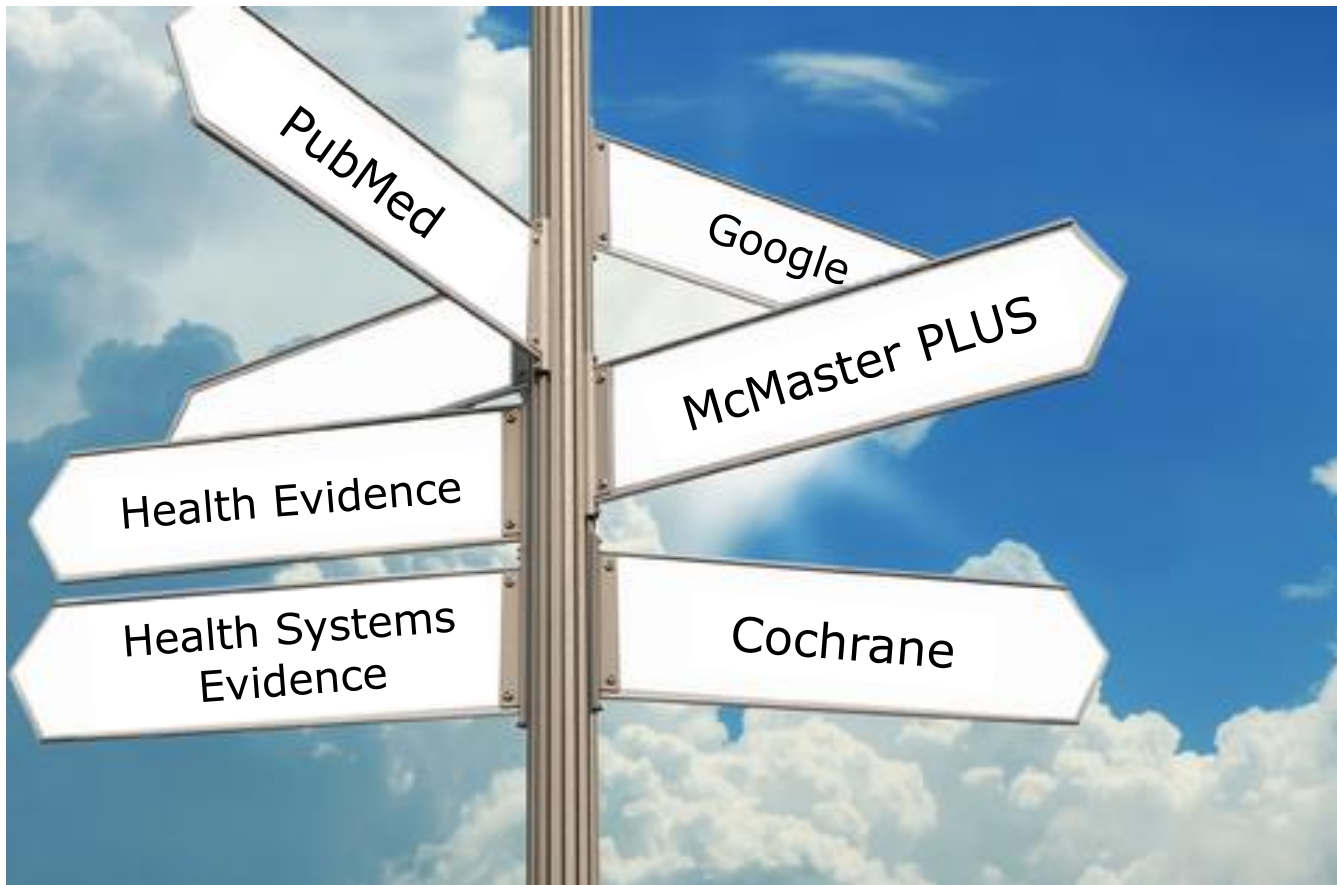 PubMed
Google
McMaster PLUS
Health Evidence
Health Systems
Evidence
Cochrane